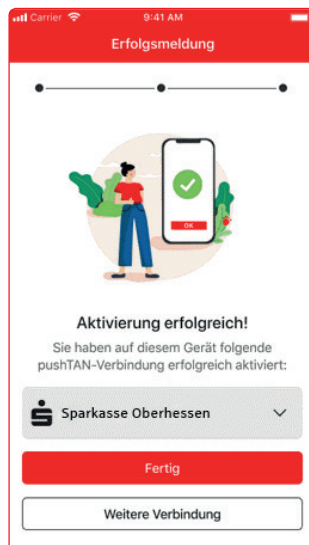 Carrier 9:41 AM
Erfolgsmeldung
OK
Aktivierung erfolgreich!
Sie haben auf diesem Gerät folgende
pushTAN-Verbindung erfolgreich aktiviert:
Sparkasse Oberhessen
Fertig
Weitere Verbindung